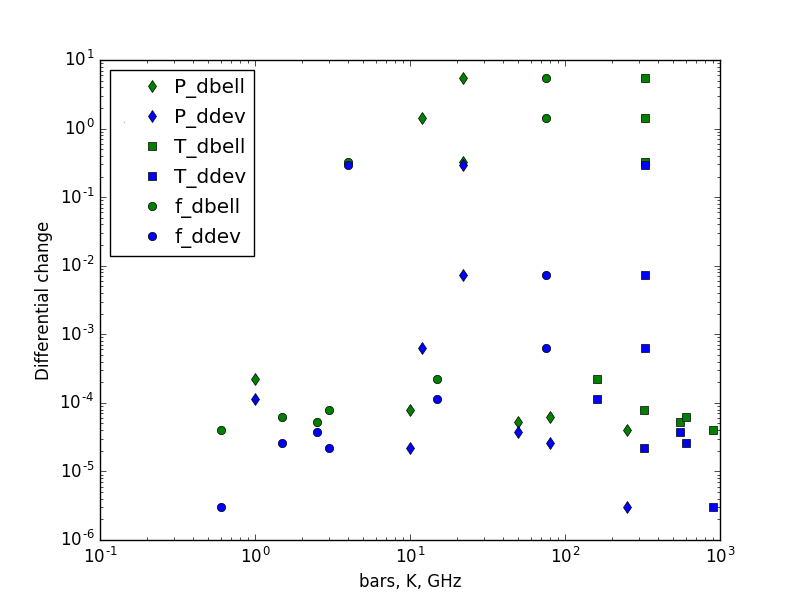 10^1
10^0
10^-1
10^-2
10^-3
10^-4
10^-5
10^-6
Differential change
P_dbell
P_ddev
T_dbell
T_ddev
f_dbell
f_ddev
10^-1 10^0 10^1 10^2 10^3
bars, K, GHz